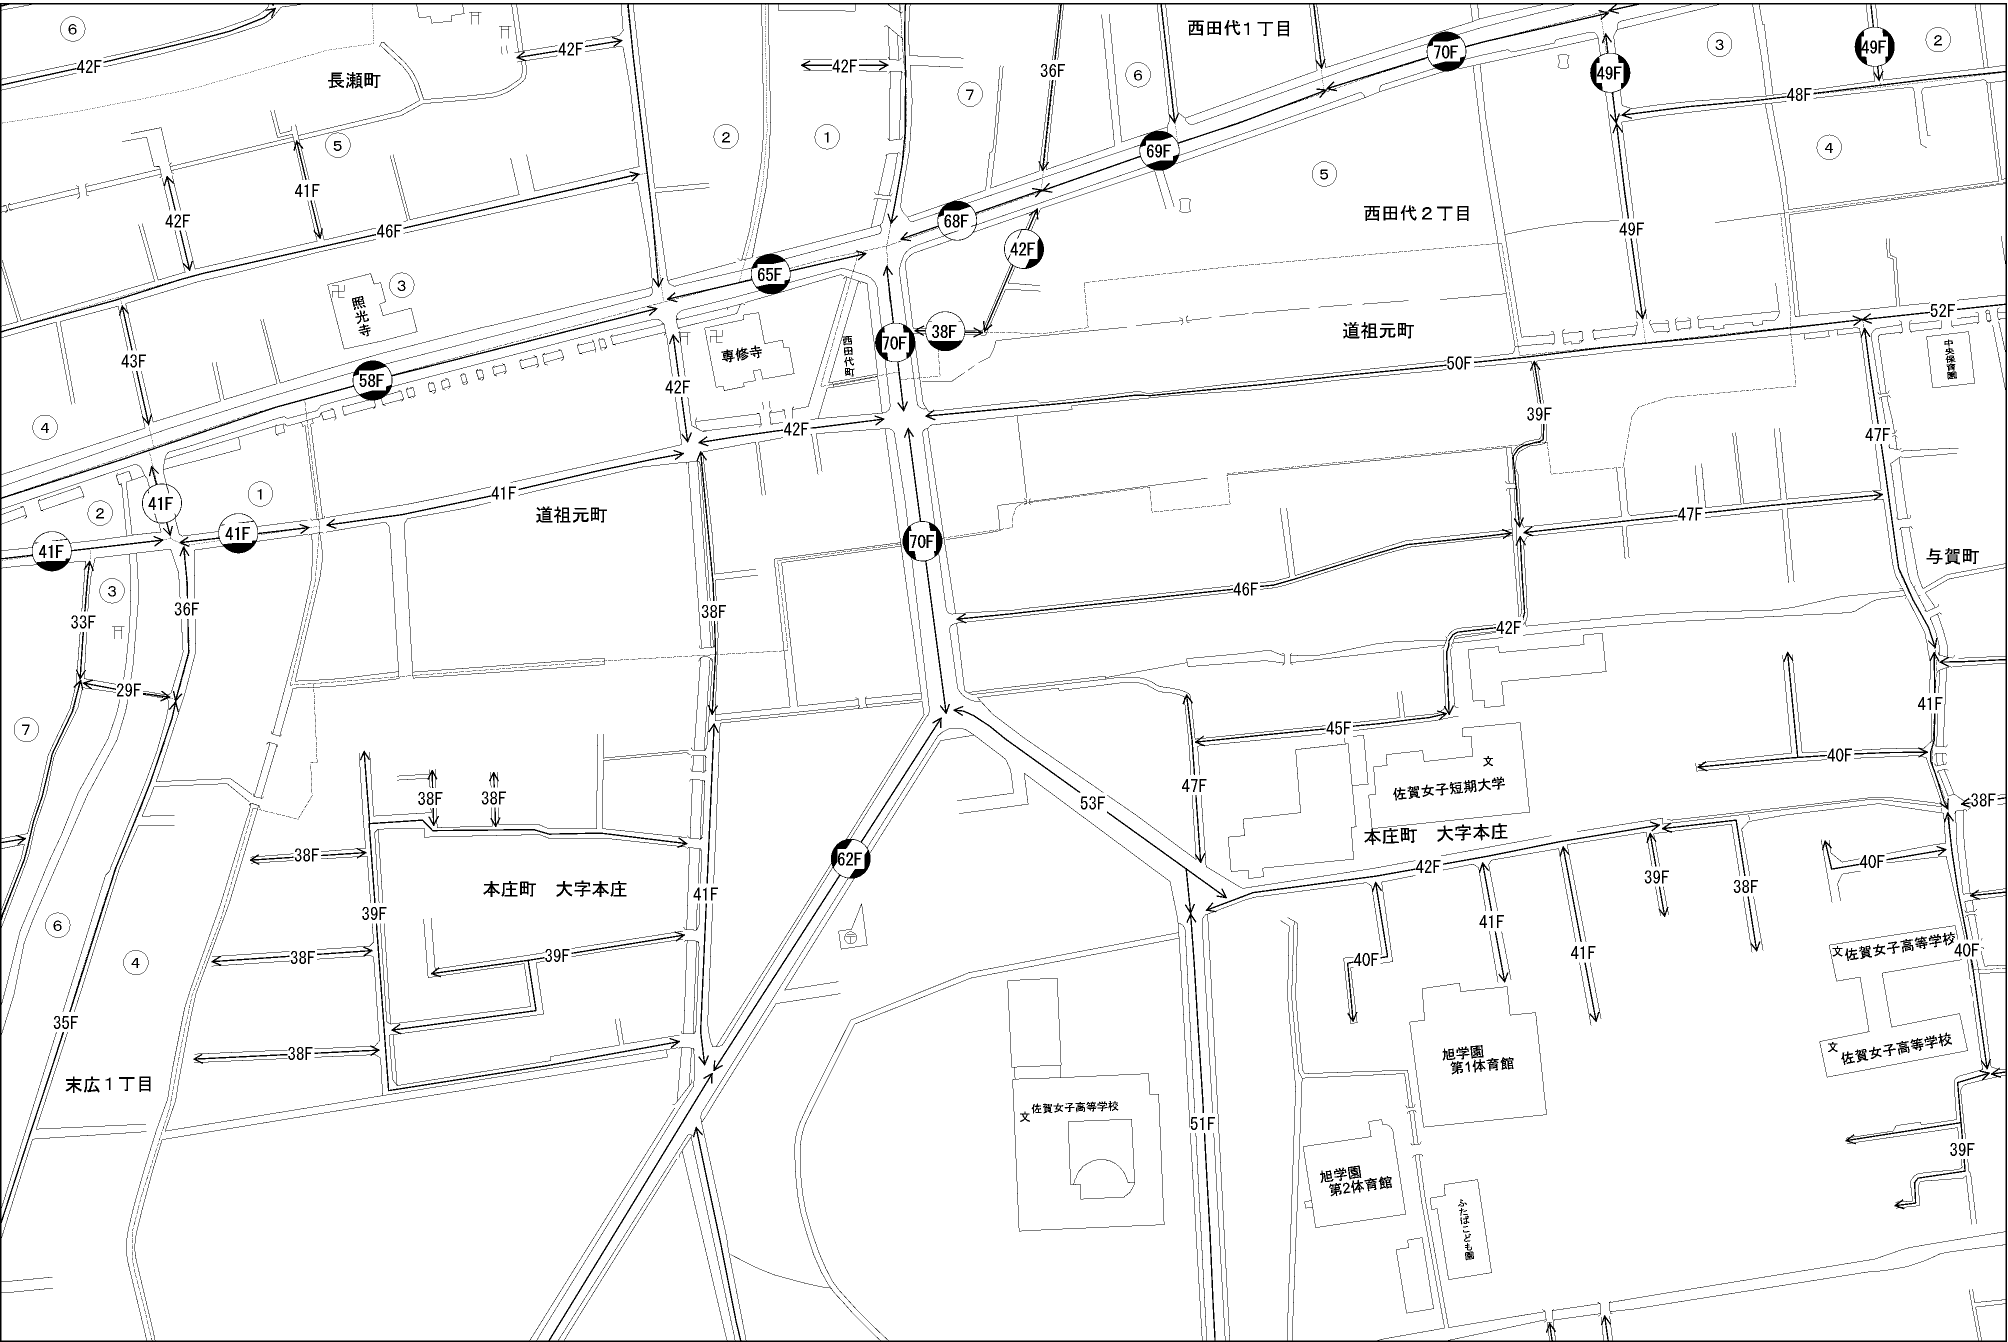 ⑥
42F
42F
長瀬町
42F
36F
西田代1丁目
70F
49F
③
49F
②
⑦
⑥
48F
⑤
②
①
69F
④
41F
⑤
42F
46F
68F
西田代2丁目
49F
42F
③
65F
照光寺
38F
70F
道祖元町
52F
専修寺
西田代町
中央保育園
43F
58F
42F
50F
④
42F
39F
47F
①
41F
②
41F
道祖元町
47F
41F
41F
70F
与賀町
③
46F
33F
36F
38F
42F
29F
⑦
45F
41F
文
40F
佐賀女子短期大学
47F
38F
38F
53F
38F
本庄町 大字本庄
38F
62F
40F
42F
39F
38F
本庄町 大字本庄
41F
39F
41F
⑥
④
38F
39F
40F
41F
文
佐賀女子高等学校
40F
35F
38F
文
佐賀女子高等学校
旭学園
第1体育館
末広1丁目
佐賀女子高等学校
文
51F
39F
旭学園
第2体育館
ふたばこども園